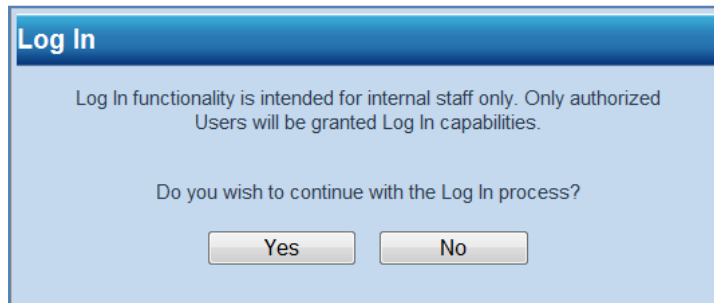 Log In
Log In functionality is intended for internal staff only. Only authorized
Users will be granted Log In capabilities.
Do you wish to continue with the Log In process?
Yes No